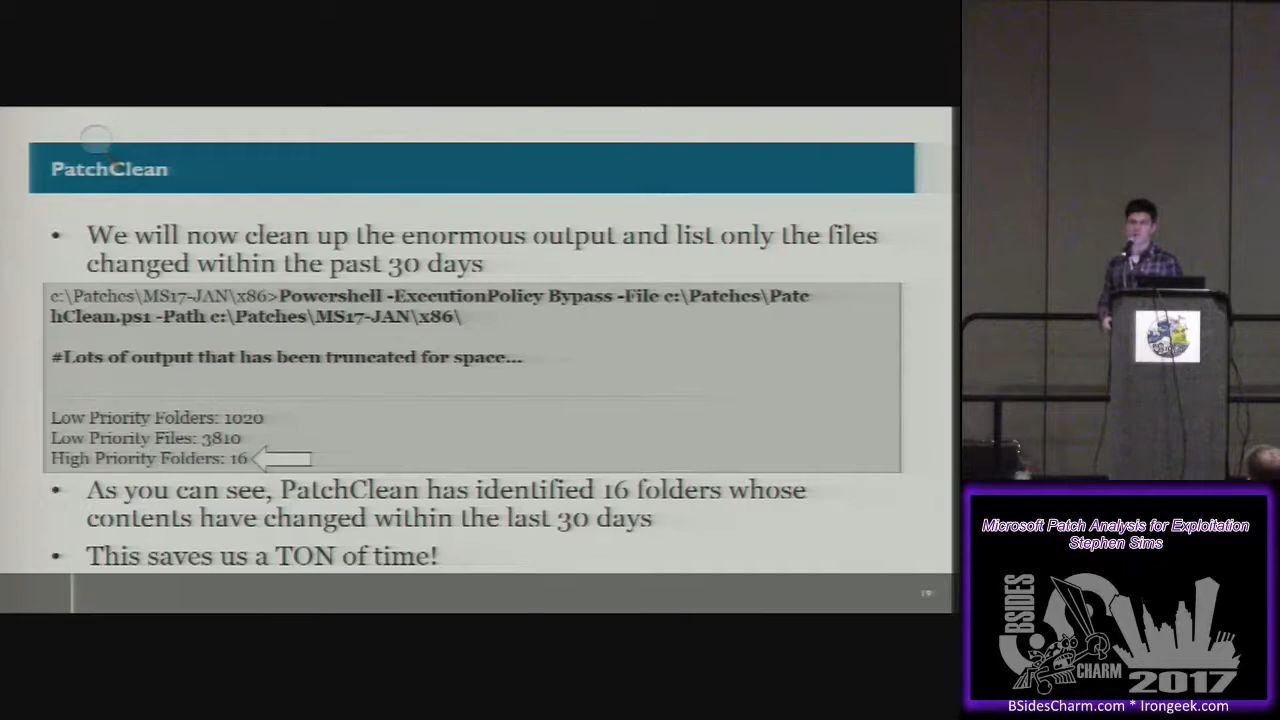 PatchClean
• We will now clean up the enormous output and list only the files
changed within the past 30 days
c:\Patches\MS17-JAN\x86>Powershell -ExecutionPolicy Bypass -File c:\Patches\Patc
hClean.ps1 -Path c:\Patches\MS17-JAN\x86\
#Lots of output that has been truncated for space...
Low Priority Folders: 1020
Low Priority Files: 3810
High Priority Folders: 16
• As you can see, PatchClean has identified 16 folders whose
contents have changed within the last 30 days
• This saves us a TON of time!
19
Microsoft Patch Analysis for Exploitation
Stephen Sims
BSIDES
CHARM
2017
BSidesCharm.com * Irongeek.com